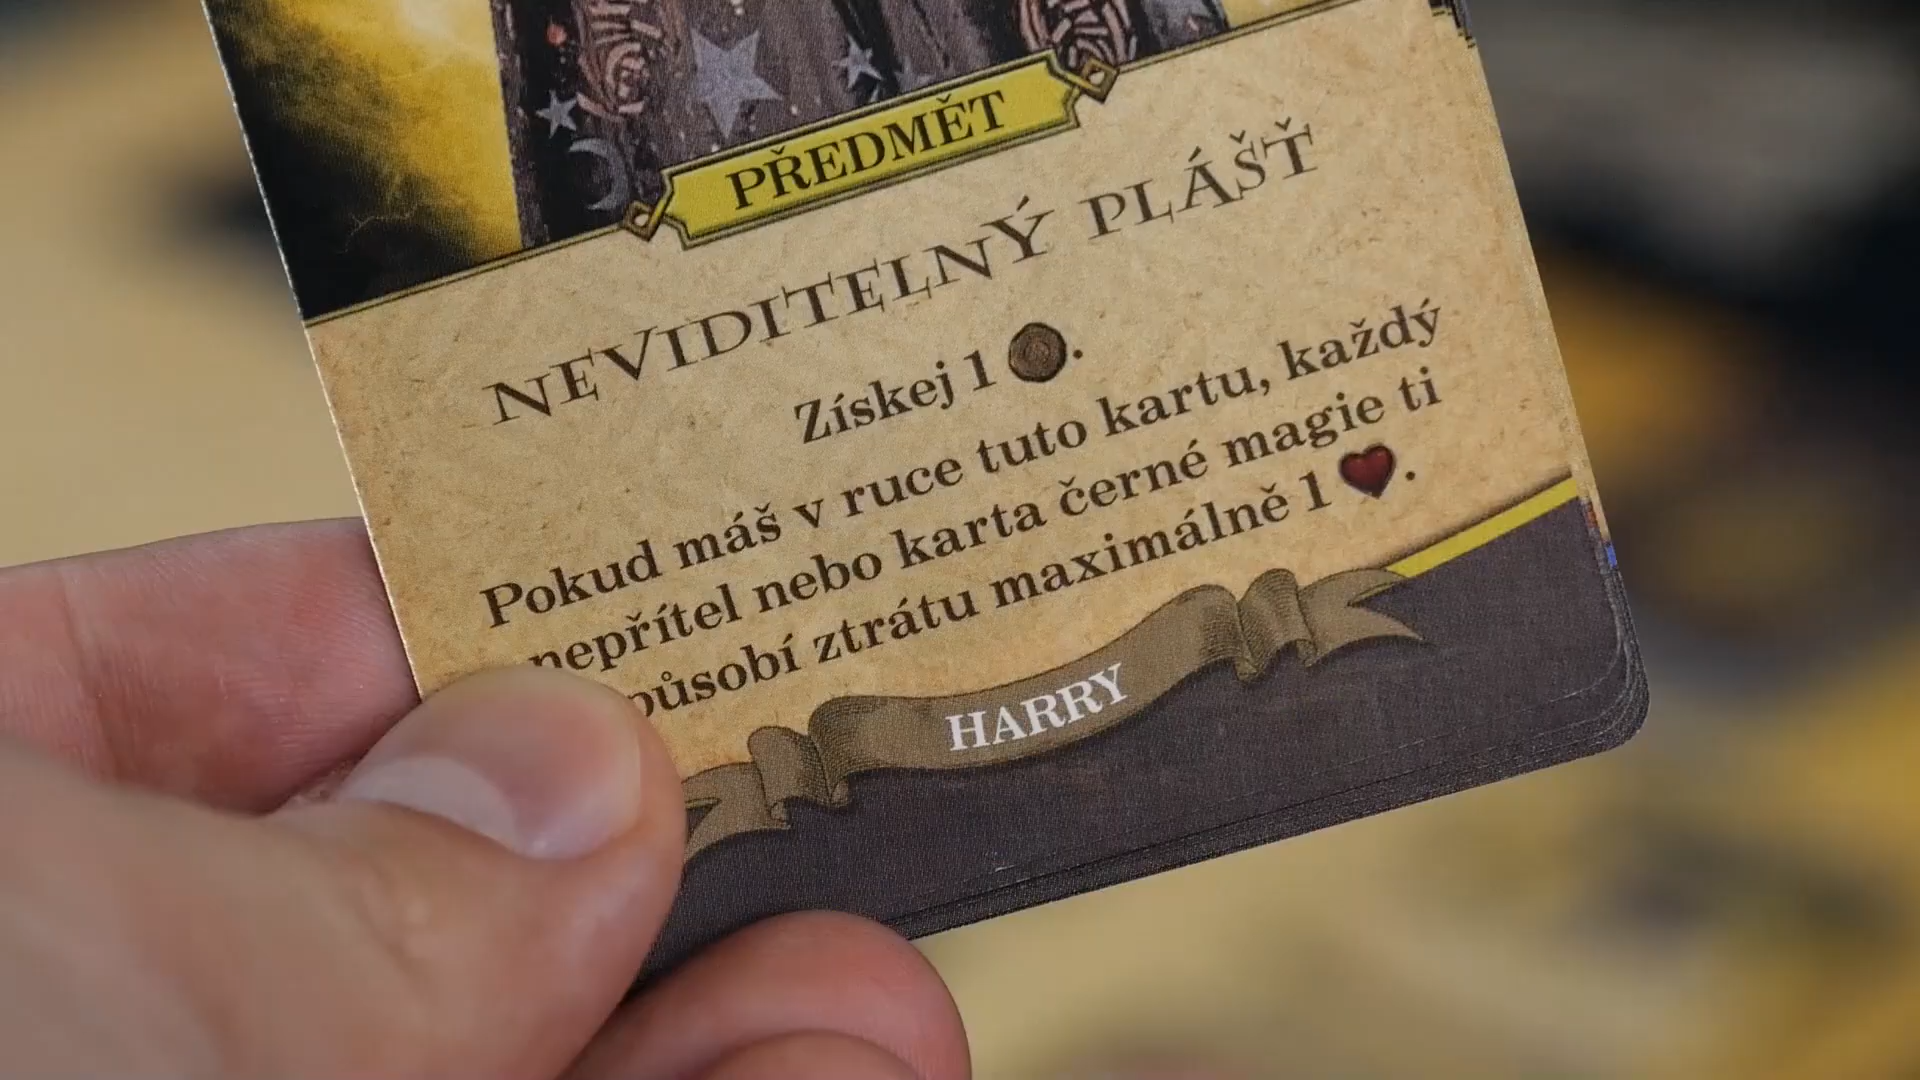 PŘEDMĚT
NEVIDITELNÝ PLÁŠŤ
Získej 1 .
Pokud máš v ruce tuto kartu, každý
nepřítel nebo karta černé magie ti
působí ztrátu maximálně 1 .
HARRY